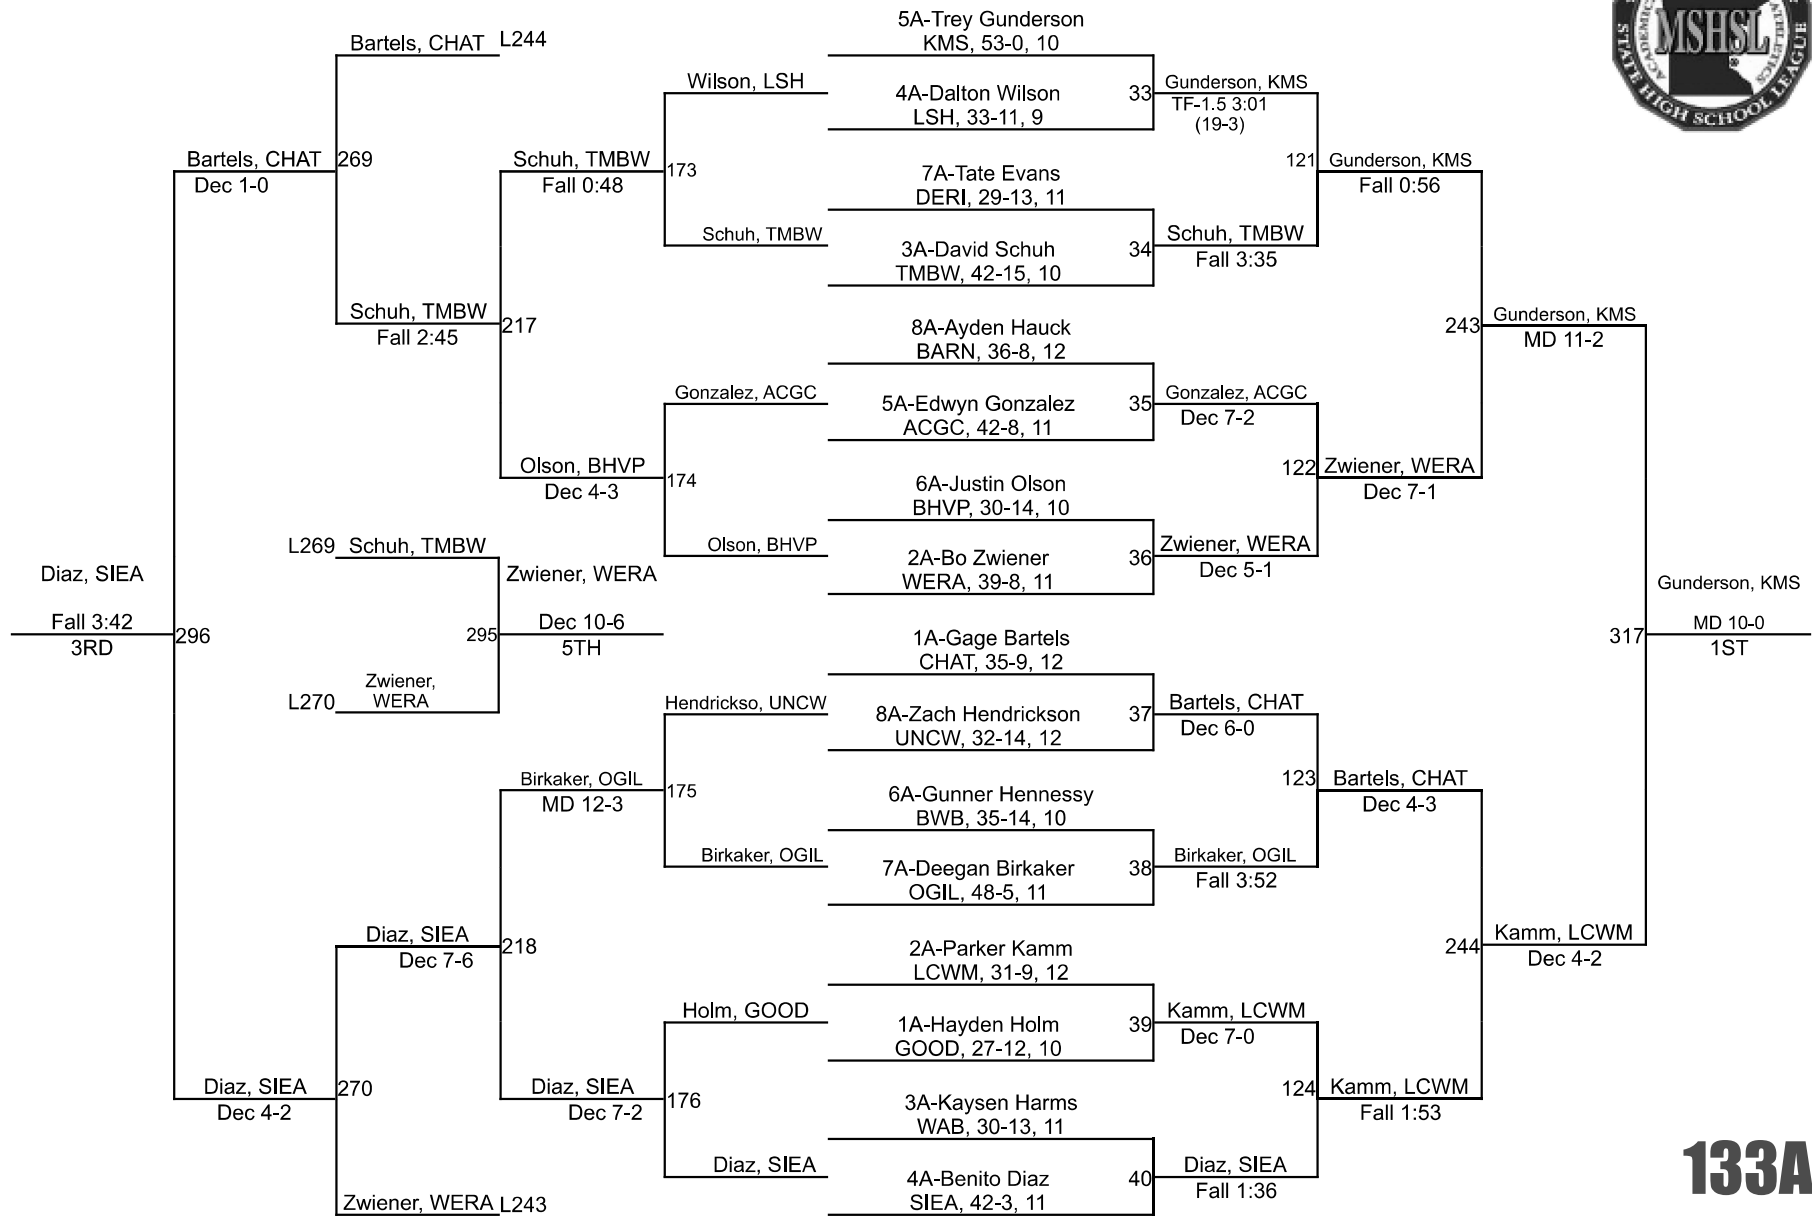 5A-Trey Gunderson
KMS, 53-0, 10
4A-Dalton Wilson
LSH, 33-11, 9
7A-Tate Evans
DERI, 29-13, 11
3A-David Schuh
TMBW, 42-15, 10
8A-Ayden Hauck
BARN, 36-8, 12
5A-Edwyn Gonzalez
ACGC, 42-8, 11
6A-Justin Olson
BHVP, 30-14, 10
2A-Bo Zwiener
WERA, 39-8, 11
1A-Gage Bartels
CHAT, 35-9, 12
8A-Zach Hendrickson
UNCW, 32-14, 12
6A-Gunner Hennessy
BWB, 35-14, 10
7A-Deegan Birkaker
OGIL, 48-5, 11
2A-Parker Kamm
LCWM, 31-9, 12
1A-Hayden Holm
GOOD, 27-12, 10
3A-Kaysen Harms
WAB, 30-13, 11
4A-Benito Diaz
SIEA, 42-3, 11
33 Gunderson, KMS
TF-1.5 3:01
(19-3)
34 Schuh, TMBW
Fall 3:35
35 Gonzalez, ACGC
Dec 7-2
36 Zwiener, WERA
Dec 5-1
37 Bartels, CHAT
Dec 6-0
38 Birkaker, OGIL
Fall 3:52
39 Kamm, LCWM
Dec 7-0
40 Diaz, SIEA
Fall 1:36
121 Gunderson, KMS
Fall 0:56
122 Zwiener, WERA
Dec 7-1
123 Bartels, CHAT
Dec 4-3
124 Kamm, LCWM
Fall 1:53
243 Gunderson, KMS
MD 11-2
244 Kamm, LCWM
Dec 4-2
Gunderson, KMS
317 MD 10-0
1ST
Wilson, LSH
Schuh, TMBW
Gonzalez, ACGC
Olson, BHVP
Hendrickso, UNCW
Birkaker, OGIL
Holm, GOOD
Diaz, SIEA
Schuh, TMBW 173
Fall 0:48
Olson, BHVP 174
Dec 4-3
Birkaker, OGIL 175
MD 12-3
Diaz, SIEA 176
Dec 7-2
Schuh, TMBW 217
Fall 2:45
Diaz, SIEA 218
Dec 7-6
Bartels, CHAT L244
Zwiener, WERA L243
Bartels, CHAT 269
Dec 1-0
Diaz, SIEA 270
Dec 4-2
L269 Schuh, TMBW
L270 Zwiener,
WERA
Zwiener, WERA
295 Dec 10-6
5TH
Diaz, SIEA
Fall 3:42 296
3RD
MSHSL
STATE HIGH SCHOOL LEAGUE
133A